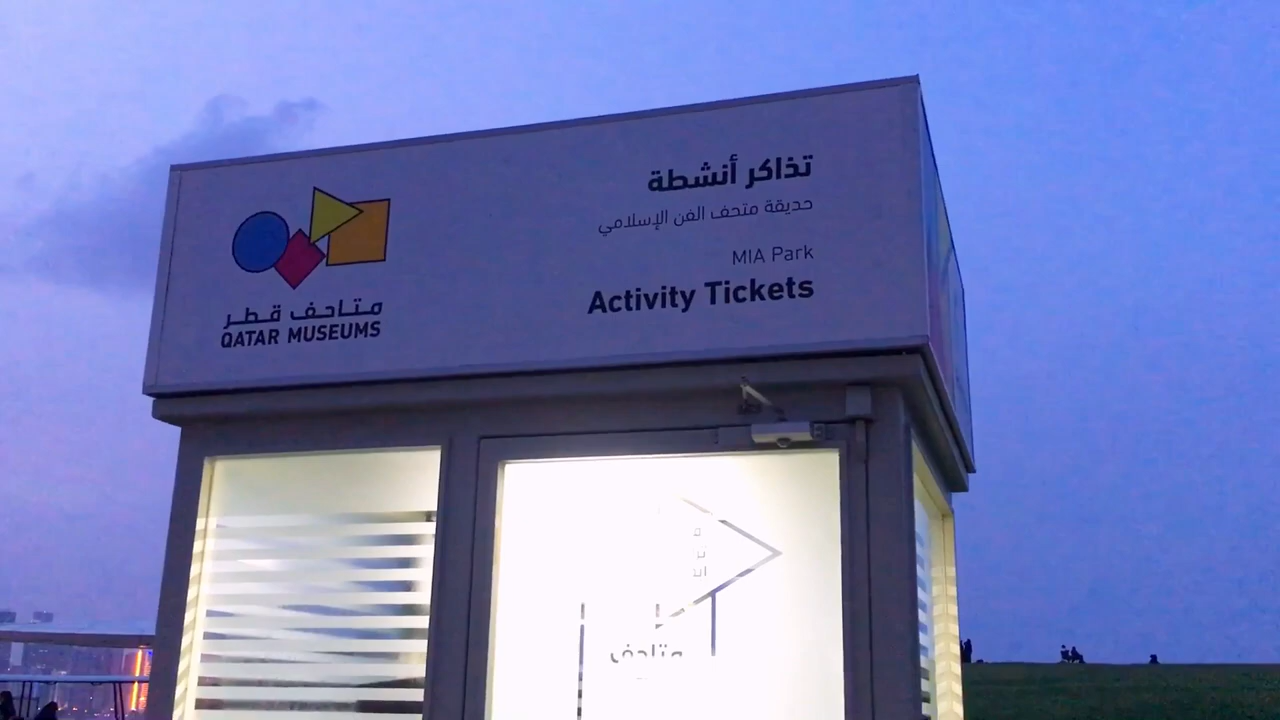 متاحف قطر
QATAR MUSEUMS
تذاكر أنشطة
حديقة متحف الفن الإسلامي
MIA Park
Activity Tickets
متاحف